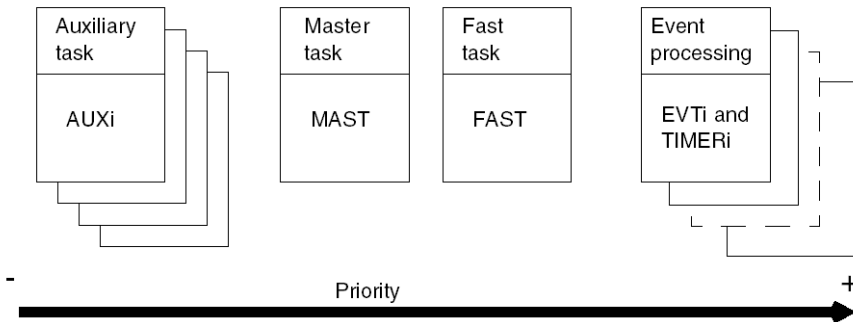 Auxiliary
task
AUXi
Master
task
MAST
Fast
task
FAST
Event
processing
EVTi and
TIMERi
-
Priority
+